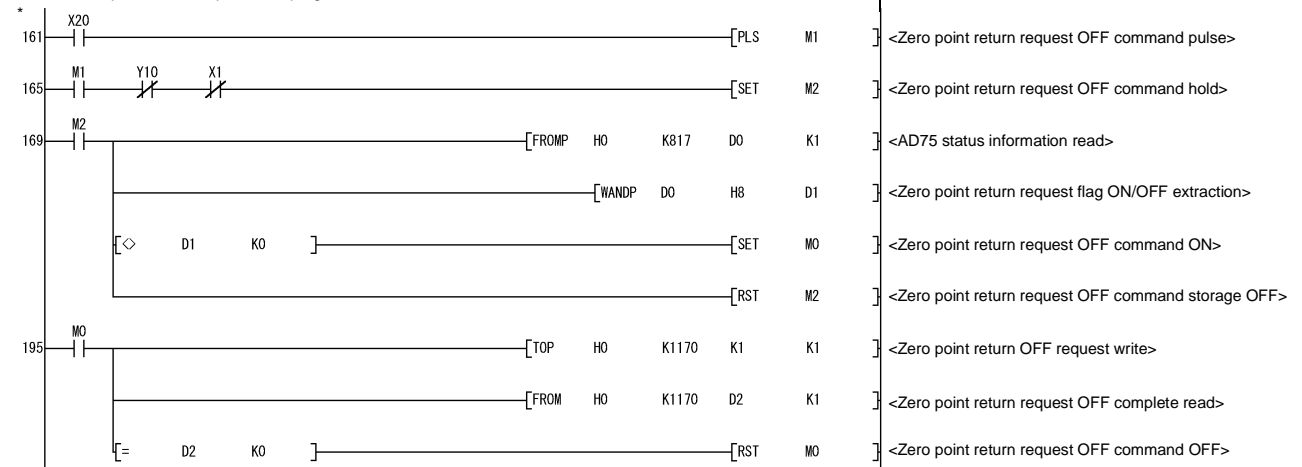 *
X20
161 [PLS M1 ] <Zero point return request OFF command pulse>
M1 Y10 X1
165 [SET M2 ] <Zero point return request OFF command hold>
M2
169 [FROMP H0 K817 D0 K1 ] <AD75 status information read>
[WANDP D0 H8 D1 ] <Zero point return request flag ON/OFF extraction>
[<> D1 K0 ] [SET M0 ] <Zero point return request OFF command ON>
[RST M2 ] <Zero point return request OFF command storage OFF>
M0
195 [TOP H0 K1170 K1 K1 ] <Zero point return OFF request write>
[FROM H0 K1170 D2 K1 ] <Zero point return request OFF complete read>
[= D2 K0 ] [RST M0 ] <Zero point return request OFF command OFF>